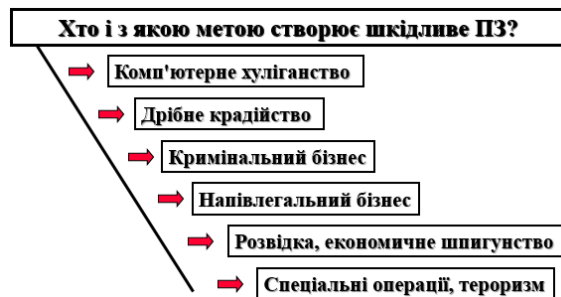 Хто і з якою метою створює шкідливе ПЗ?
Комп'ютерне хуліганство
Дрібне крадійство
Кримінальний бізнес
Напівлегальний бізнес
Розвідка, економичне шпигунство
Спеціальні операції, тероризм